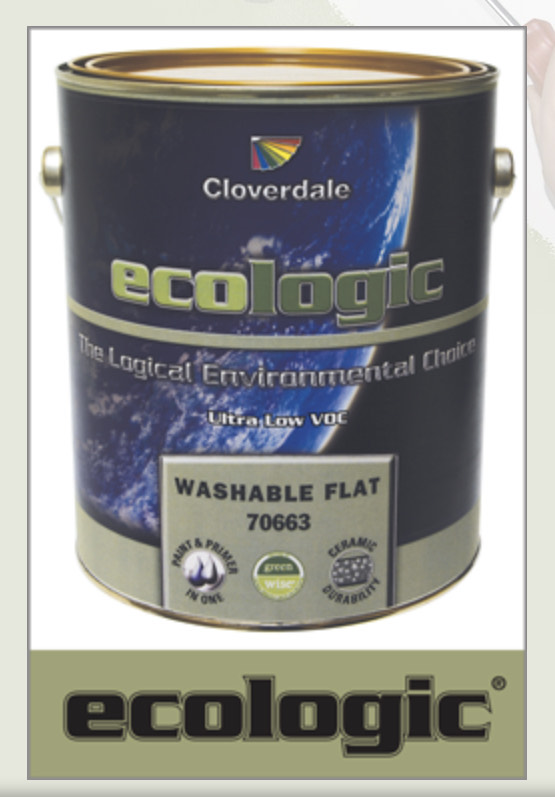 Cloverdale
ecologic
The Logical Environmental Choice
Ultra Low VOC
WASHABLE FLAT
70663
PAINT & PRIMER
IN ONE
green
wise
CERAMIC
DURABILITY
ecologic®